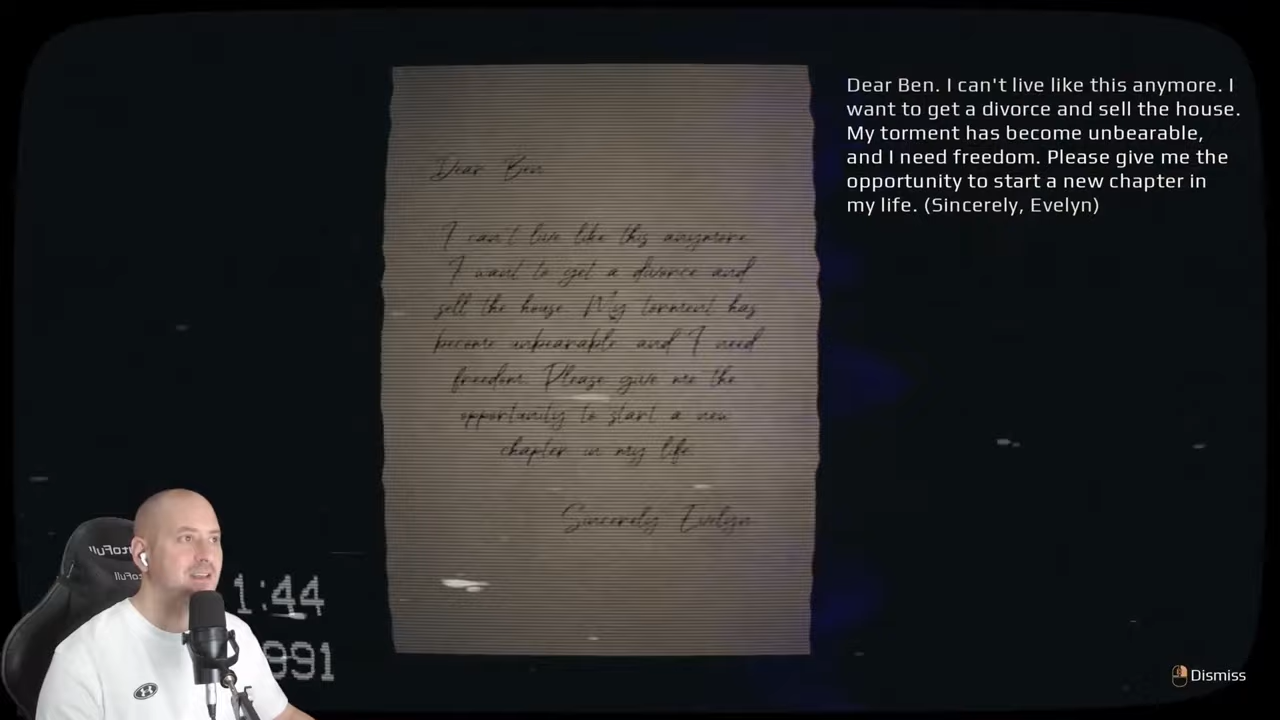 Dear Ben
I can't live like this anymore.
I want to get a divorce and
sell the house. My torment has
become unbearable, and I need
freedom. Please give me the
opportunity to start a new
chapter in my life.
Sincerely, Evelyn
Dear Ben. I can't live like this anymore. I
want to get a divorce and sell the house.
My torment has become unbearable,
and I need freedom. Please give me the
opportunity to start a new chapter in
my life. (Sincerely, Evelyn)
1:44
991
Dismiss